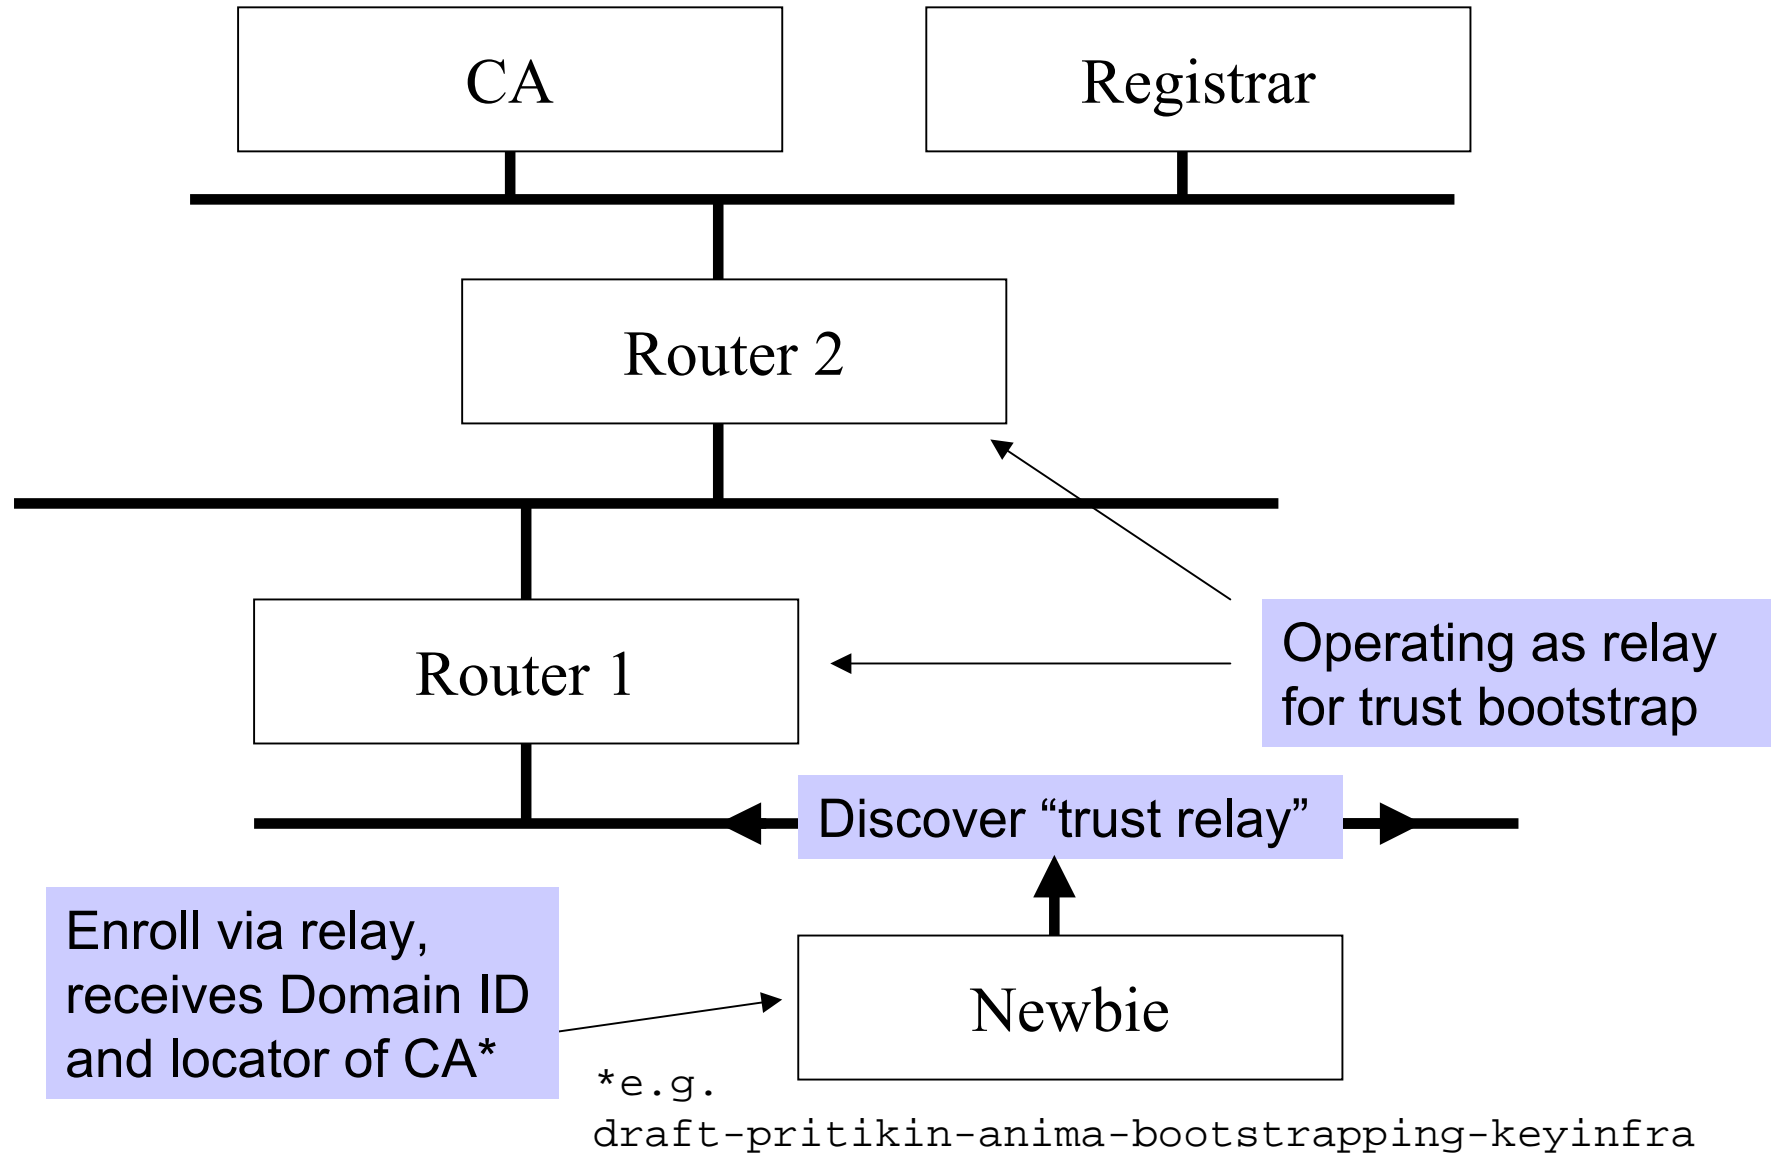 CA
Registrar
Router 2
Router 1
Operating as relay
for trust bootstrap
Discover “trust relay”
Enroll via relay,
receives Domain ID
and locator of CA*
Newbie
*e.g.
draft-pritikin-anima-bootstrapping-keyinfra